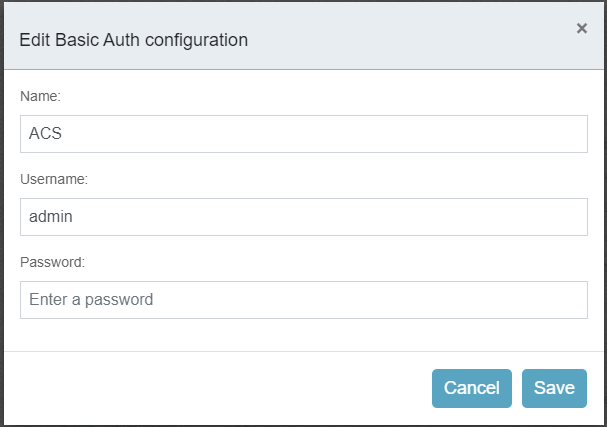 Edit Basic Auth configuration
×
Name:
ACS
Username:
admin
Password:
Enter a password
Cancel Save